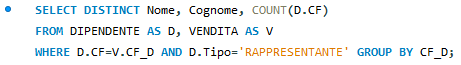 SELECT DISTINCT Nome, Cognome, COUNT(D.CF)
FROM DIPENDENTE AS D, VENDITA AS V
WHERE D.CF=V.CF_D AND D.Tipo='RAPPRESENTANTE' GROUP BY CF_D;